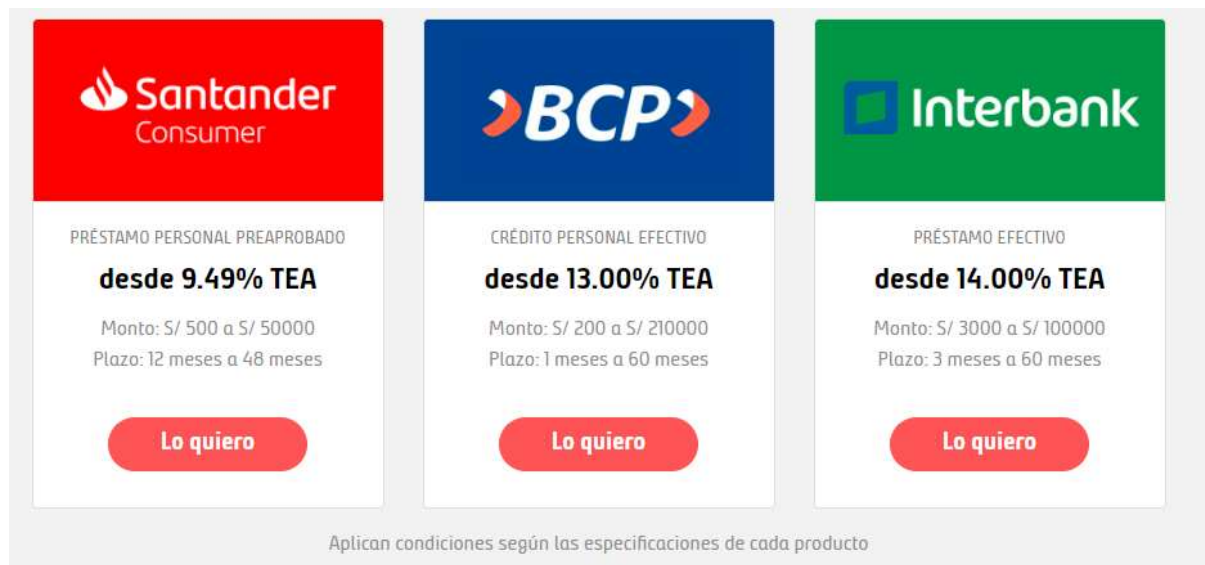 Santander
Consumer
PRÉSTAMO PERSONAL PREAPROBADO
desde 9.49% TEA
Monto: S/ 500 a S/ 50000
Plazo: 12 meses a 48 meses
Lo quiero
BCP
CRÉDITO PERSONAL EFECTIVO
desde 13.00% TEA
Monto: S/ 200 a S/ 210000
Plazo: 1 meses a 60 meses
Lo quiero
Interbank
PRÉSTAMO EFECTIVO
desde 14.00% TEA
Monto: S/ 3000 a S/ 100000
Plazo: 3 meses a 60 meses
Lo quiero
Aplican condiciones según las especificaciones de cada producto